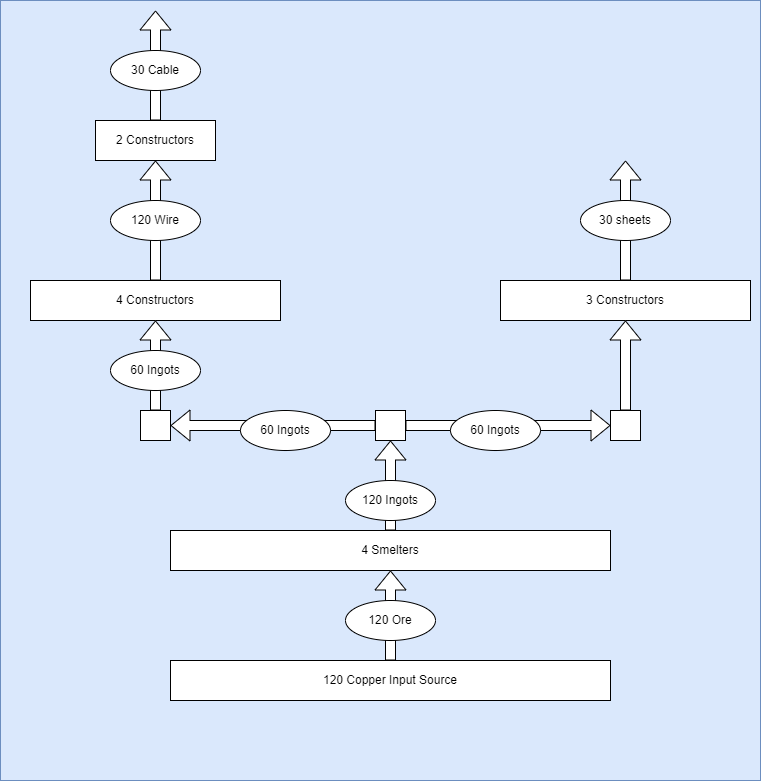 30 Cable
2 Constructors
120 Wire
30 sheets
4 Constructors
3 Constructors
60 Ingots
60 Ingots
60 Ingots
120 Ingots
4 Smelters
120 Ore
120 Copper Input Source